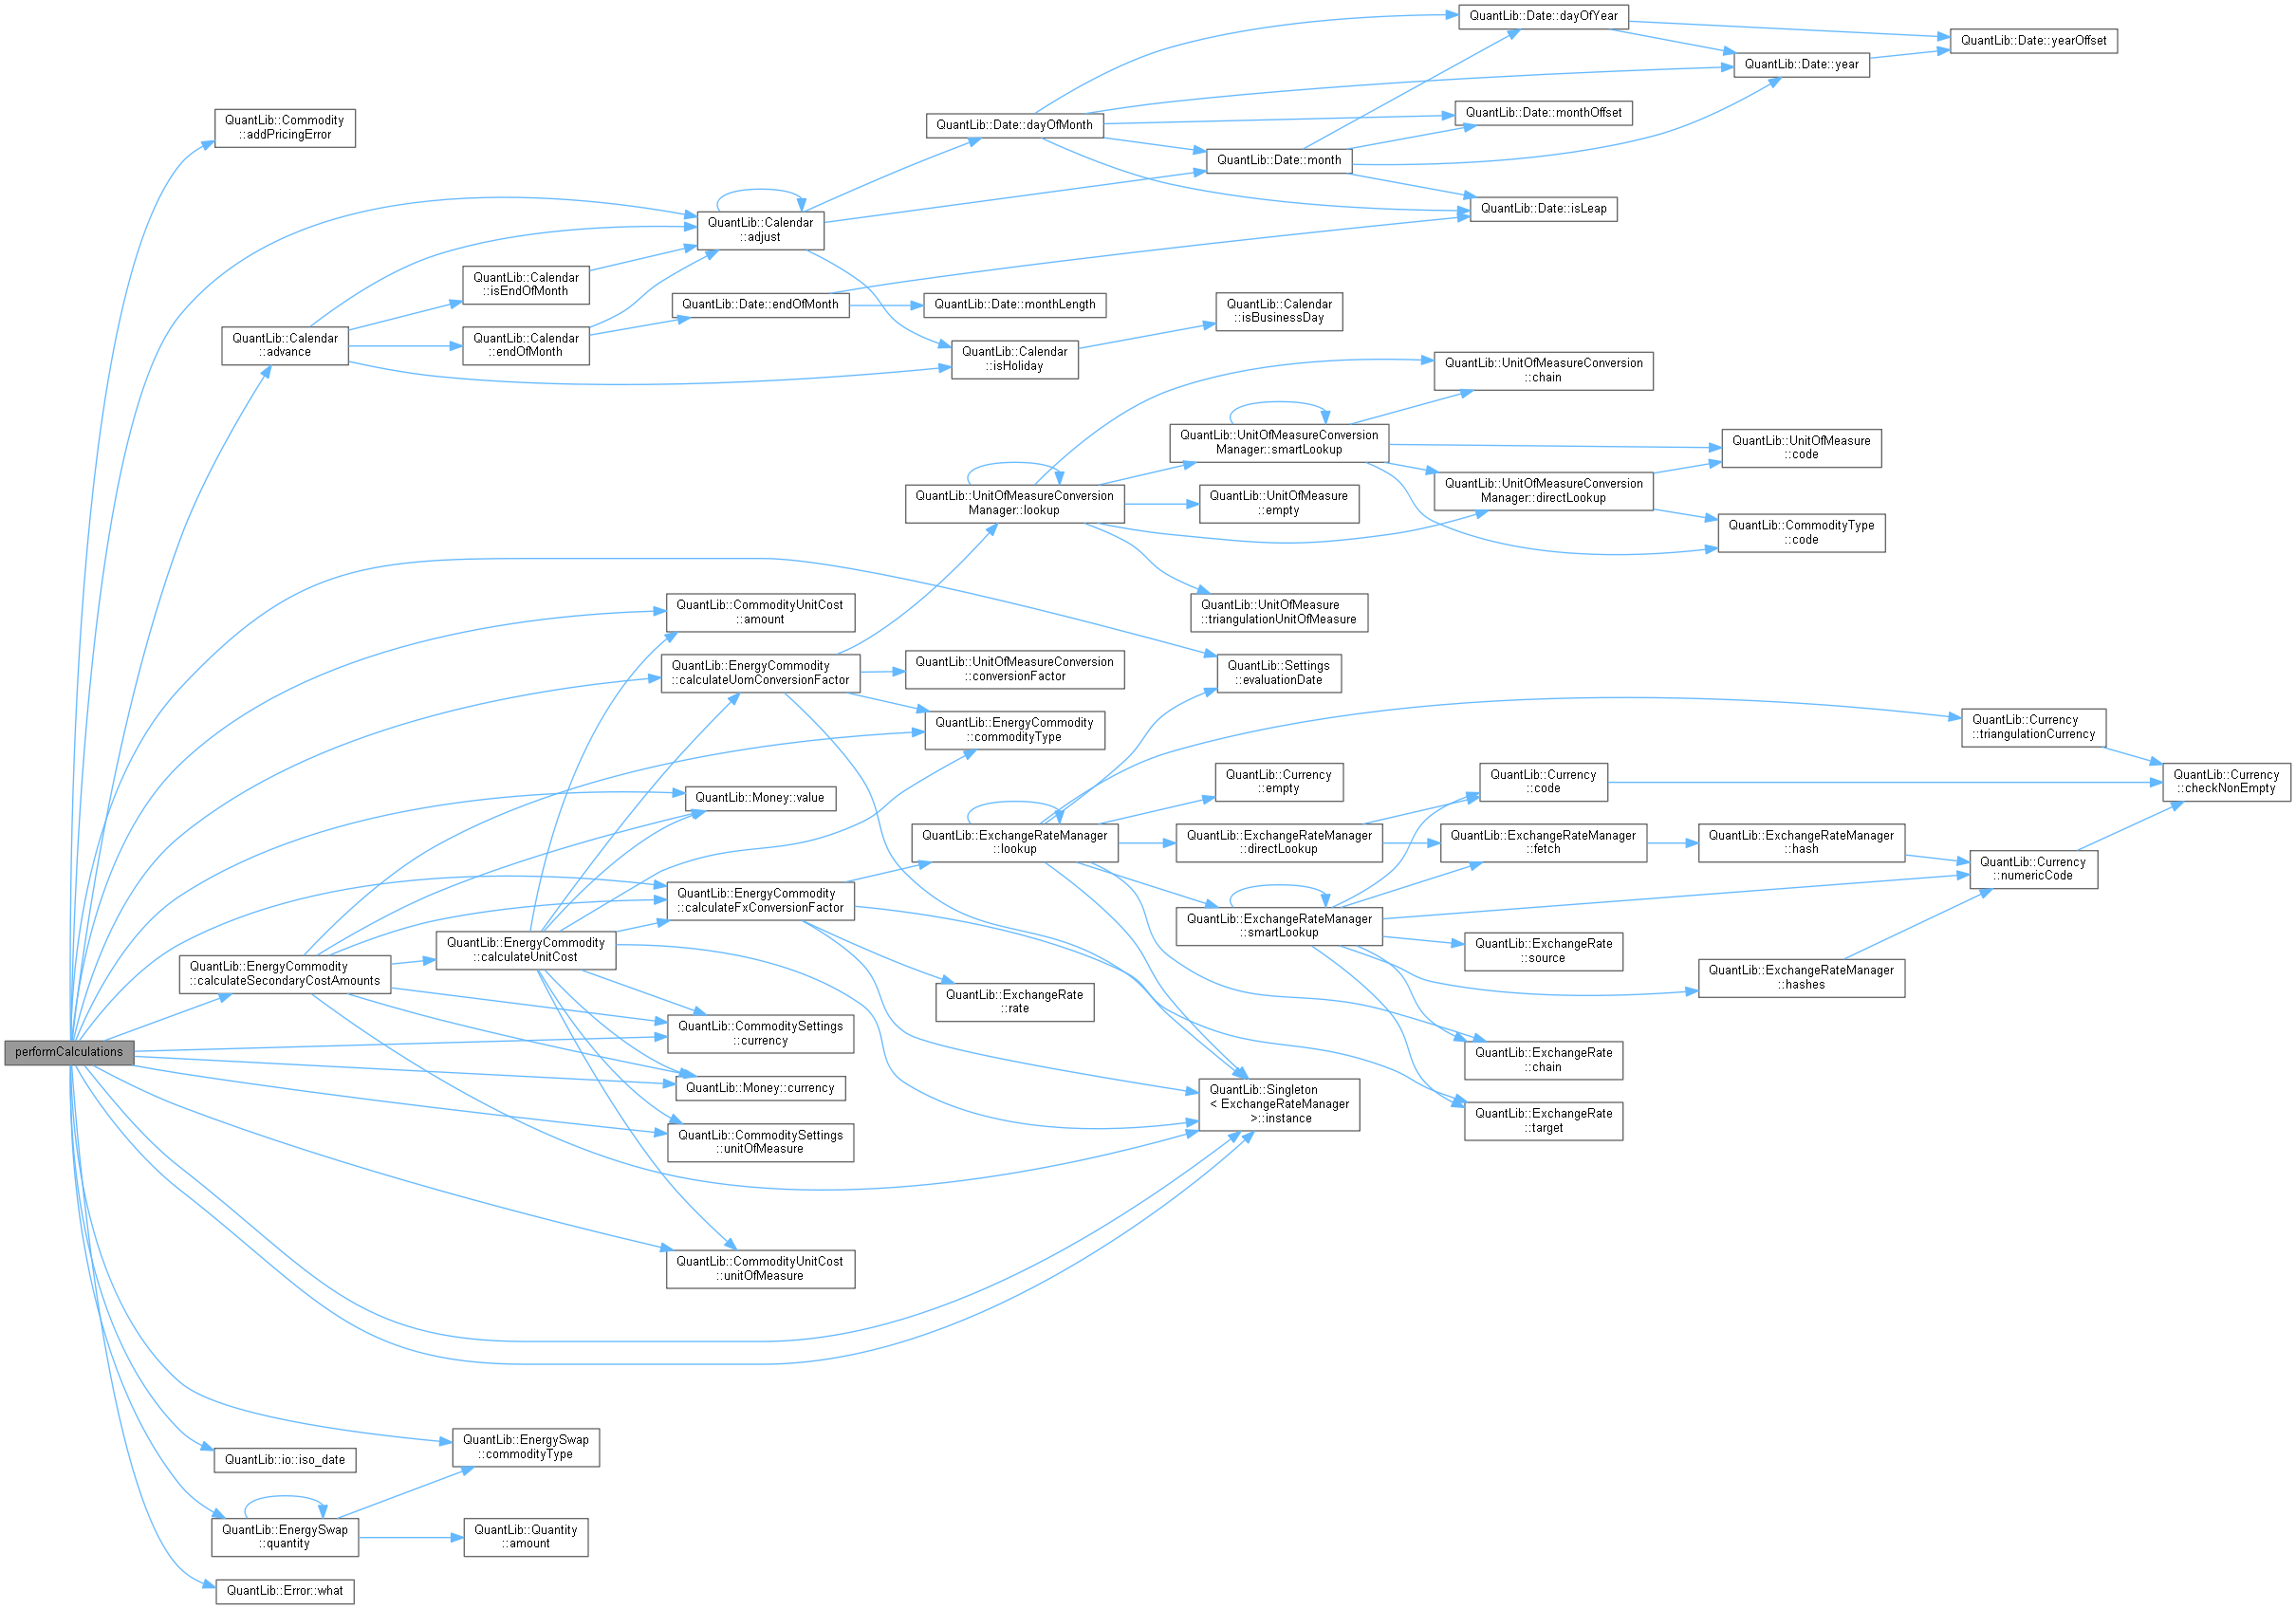 performCalculations
QuantLib::Commodity
::addPricingError
QuantLib::Calendar
::adjust
QuantLib::Date::dayOfMonth
QuantLib::Date::dayOfYear
QuantLib::Date::year
QuantLib::Date::yearOffset
QuantLib::Date::monthOffset
QuantLib::Date::month
QuantLib::Date::isLeap
QuantLib::Calendar
::advance
QuantLib::Calendar
::isEndOfMonth
QuantLib::Calendar
::endOfMonth
QuantLib::Date::endOfMonth
QuantLib::Date::monthLength
QuantLib::Calendar
::isHoliday
QuantLib::Calendar
::isBusinessDay
QuantLib::UnitOfMeasureConversion
::chain
QuantLib::UnitOfMeasureConversion
Manager::smartLookup
QuantLib::UnitOfMeasure
::code
QuantLib::UnitOfMeasureConversion
Manager::directLookup
QuantLib::CommodityType
::code
QuantLib::UnitOfMeasureConversion
Manager::lookup
QuantLib::UnitOfMeasure
::empty
QuantLib::UnitOfMeasure
::triangulationUnitOfMeasure
QuantLib::CommodityUnitCost
::amount
QuantLib::EnergyCommodity
::calculateUomConversionFactor
QuantLib::UnitOfMeasureConversion
::conversionFactor
QuantLib::Settings
::evaluationDate
QuantLib::EnergyCommodity
::commodityType
QuantLib::Currency
::triangulationCurrency
QuantLib::Currency
::checkNonEmpty
QuantLib::Currency
::empty
QuantLib::Currency
::code
QuantLib::Money::value
QuantLib::ExchangeRateManager
::lookup
QuantLib::ExchangeRateManager
::directLookup
QuantLib::ExchangeRateManager
::fetch
QuantLib::ExchangeRateManager
::hash
QuantLib::Currency
::numericCode
QuantLib::EnergyCommodity
::calculateFxConversionFactor
QuantLib::ExchangeRateManager
::smartLookup
QuantLib::ExchangeRate
::source
QuantLib::ExchangeRateManager
::hashes
QuantLib::EnergyCommodity
::calculateSecondaryCostAmounts
QuantLib::EnergyCommodity
::calculateUnitCost
QuantLib::ExchangeRate
::rate
QuantLib::CommoditySettings
::currency
QuantLib::ExchangeRate
::chain
QuantLib::Money::currency
QuantLib::Singleton
< ExchangeRateManager
>::instance
QuantLib::ExchangeRate
::target
QuantLib::CommoditySettings
::unitOfMeasure
QuantLib::CommodityUnitCost
::unitOfMeasure
QuantLib::EnergySwap
::commodityType
QuantLib::io::iso_date
QuantLib::EnergySwap
::quantity
QuantLib::Quantity
::amount
QuantLib::Error::what